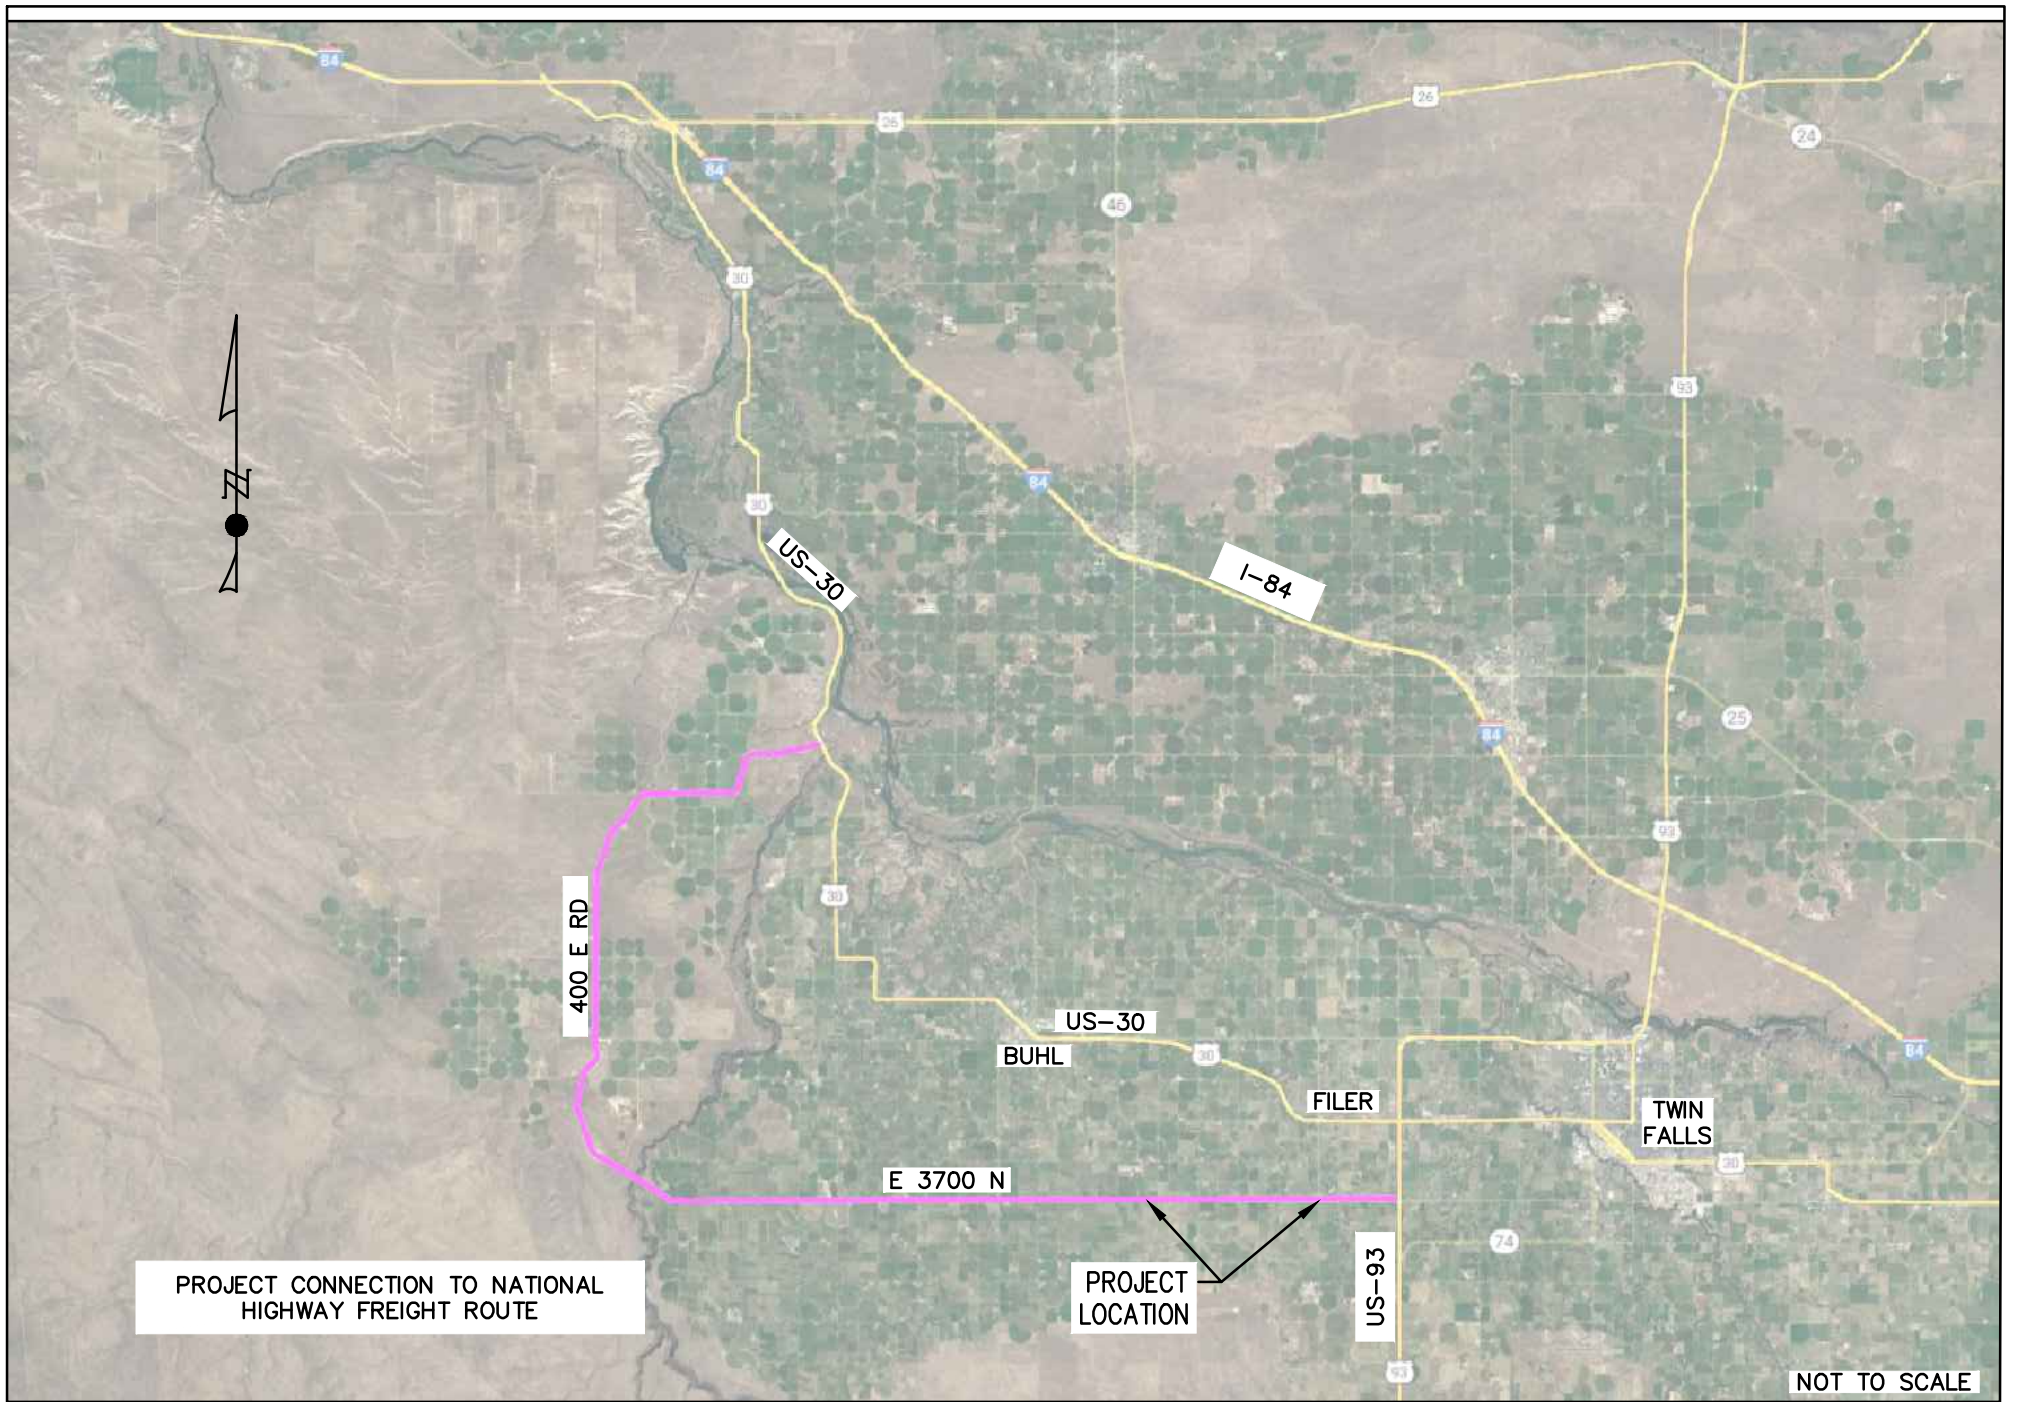 84
26
26
24
84
46
30
93
84
30
US-30
I-84
25
84
93
30
400 E RD
US-30
BUHL
30
84
FILER
TWIN
FALLS
30
E 3700 N
74
US-93
PROJECT
LOCATION
PROJECT CONNECTION TO NATIONAL
HIGHWAY FREIGHT ROUTE
93
NOT TO SCALE
N